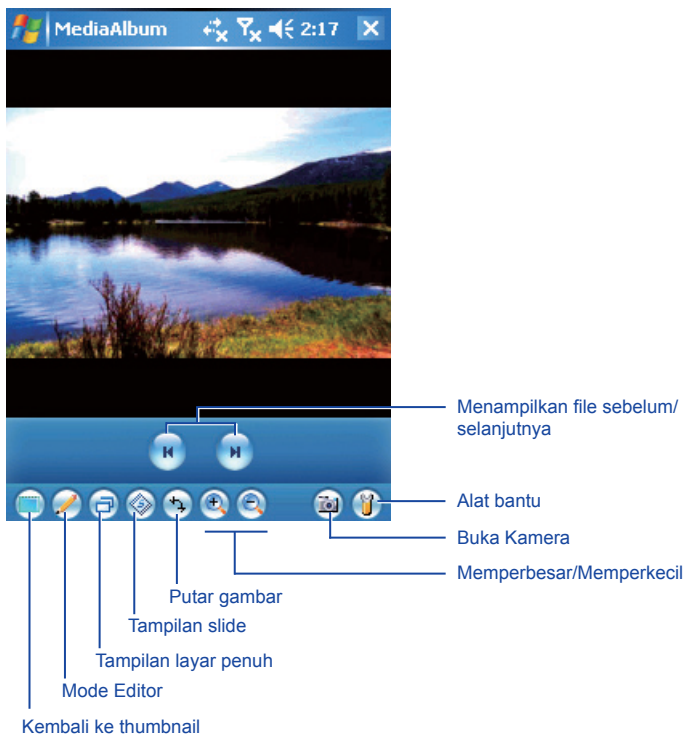 MediaAlbum 2:17
Menampilkan file sebelum/
selanjutnya
Alat bantu
Buka Kamera
Memperbesar/Memperkecil
Putar gambar
Tampilan slide
Tampilan layar penuh
Mode Editor
Kembali ke thumbnail